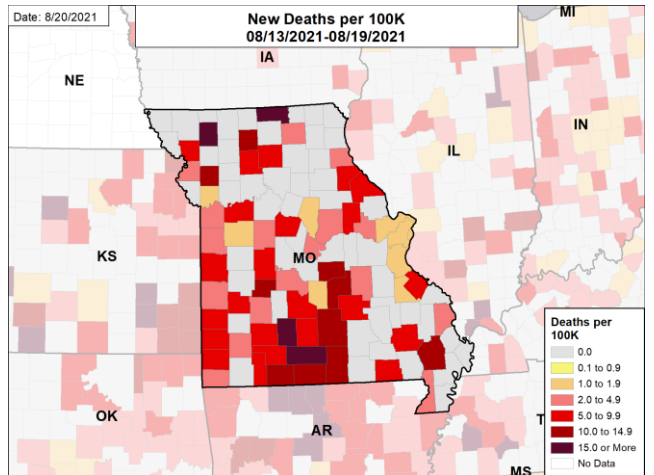 Date: 8/20/2021
New Deaths per 100K
08/13/2021-08/19/2021
MI
IA
NE
IL
IN
KS
MO
OK
AR
MS
T
Deaths per
100K
0.0
0.1 to 0.9
1.0 to 1.9
2.0 to 4.9
5.0 to 9.9
10.0 to 14.9
15.0 or More
No Data